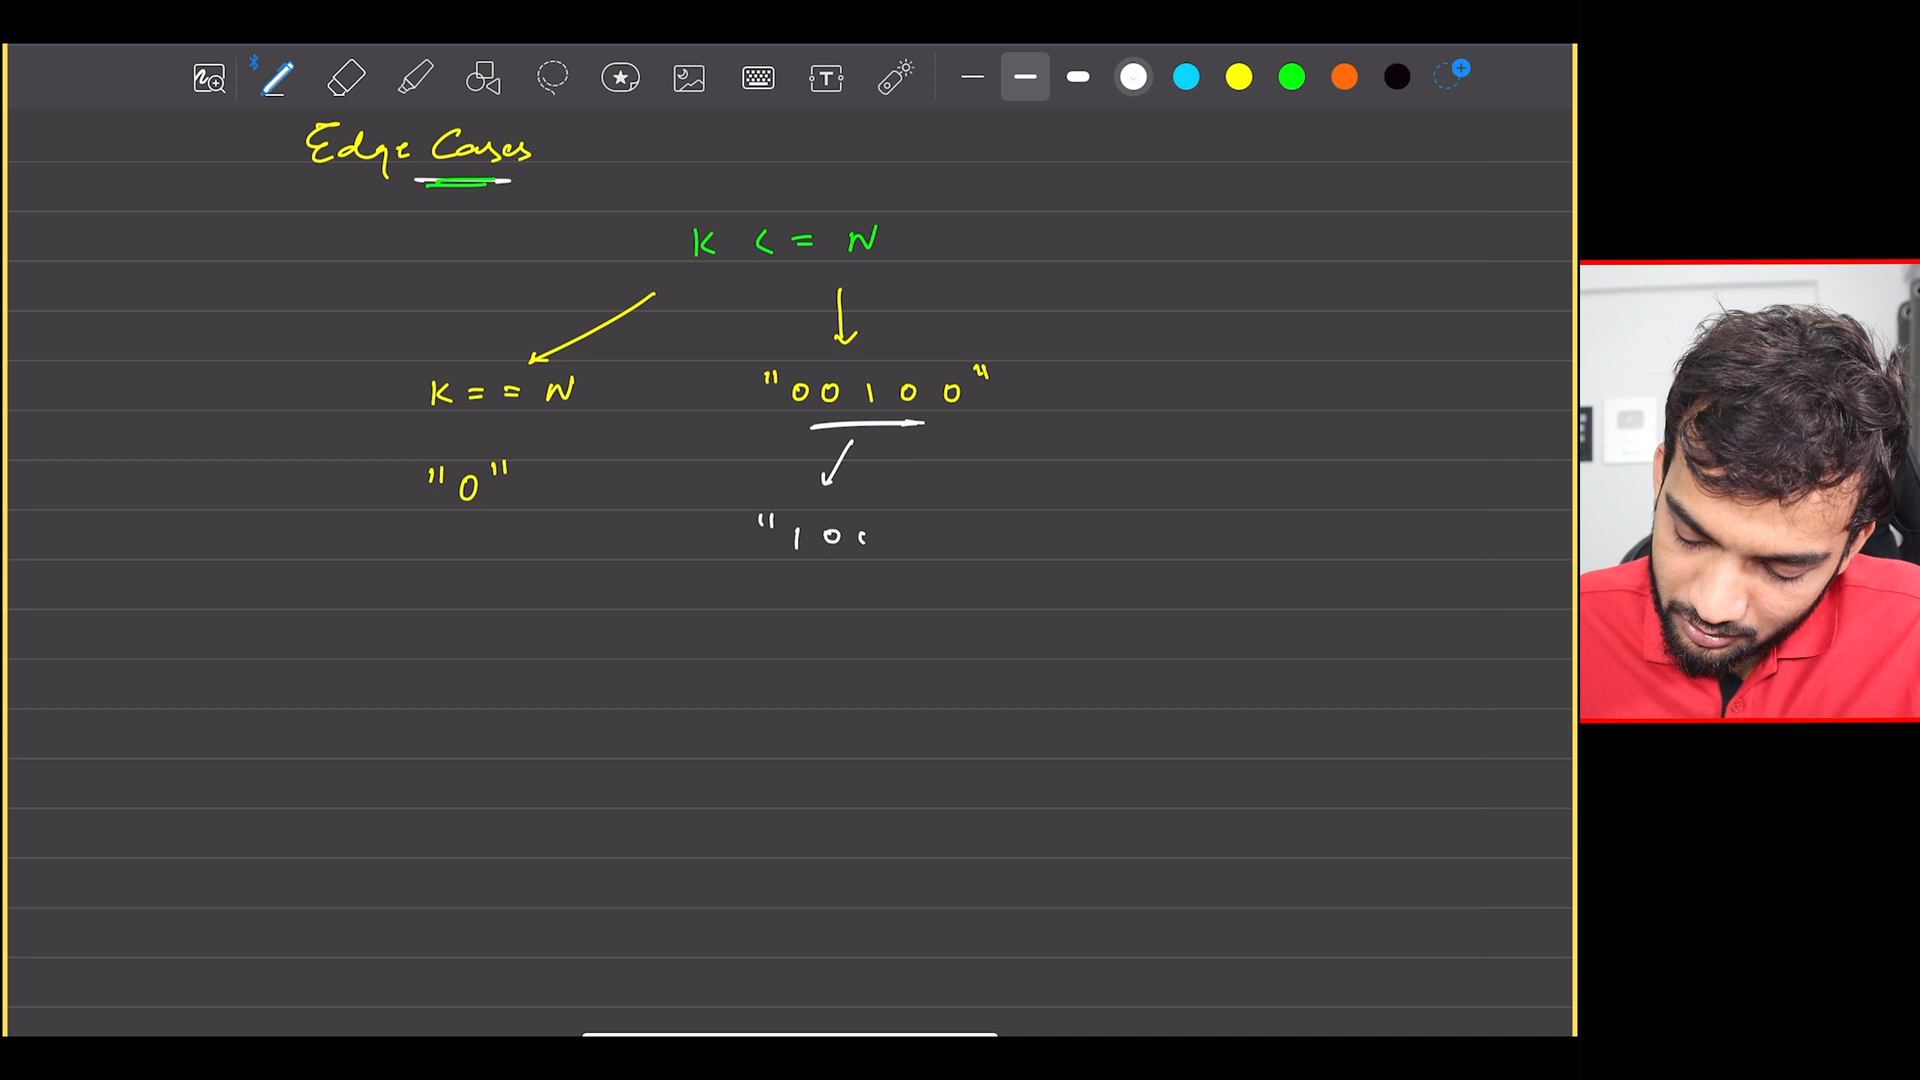 Edge Cases
K <= N
K == N "00100"
"0"
"10